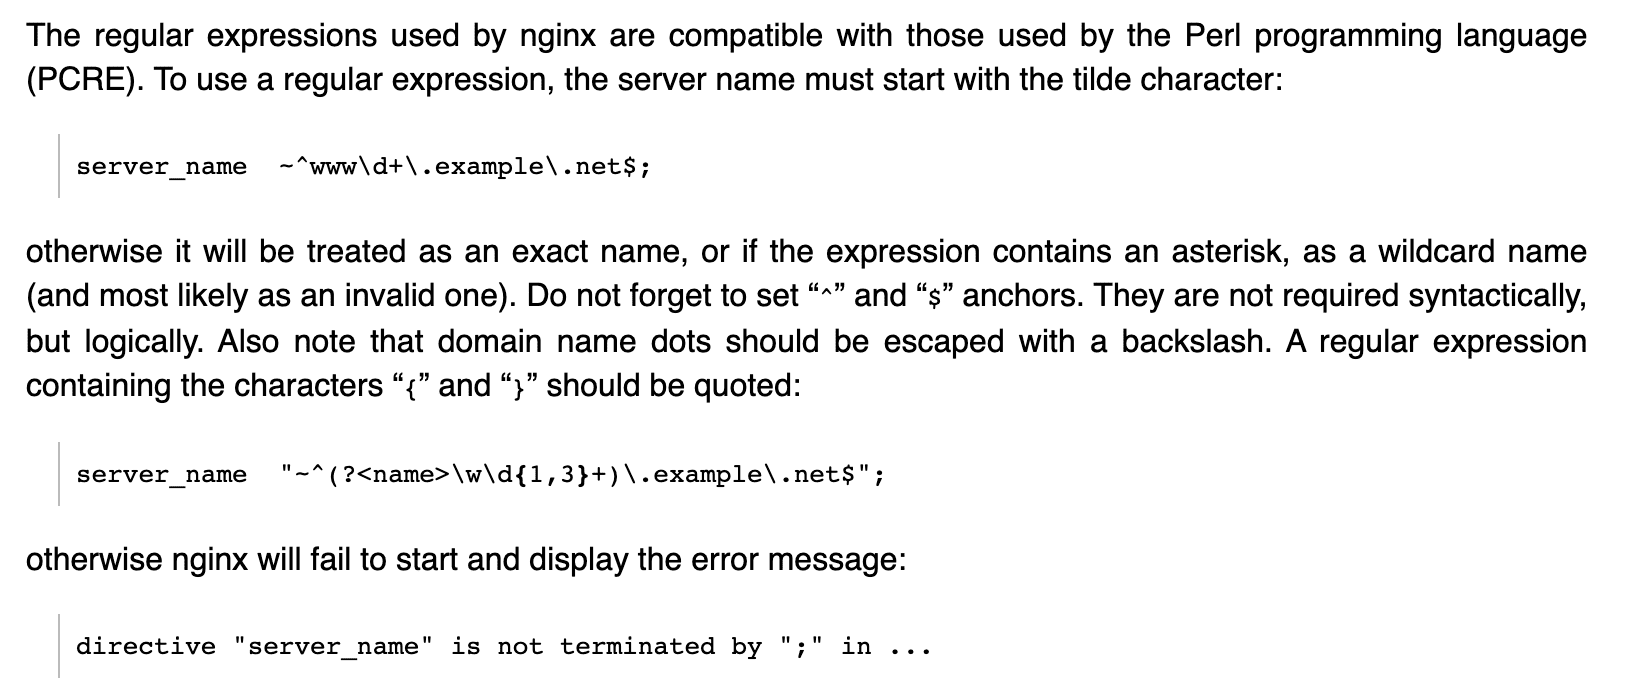 The regular expressions used by nginx are compatible with those used by the Perl programming language
(PCRE). To use a regular expression, the server name must start with the tilde character:
server_name  ~^www\d+\.example\.net$;
otherwise it will be treated as an exact name, or if the expression contains an asterisk, as a wildcard name
(and most likely as an invalid one). Do not forget to set “^” and “$” anchors. They are not required syntactically,
but logically. Also note that domain name dots should be escaped with a backslash. A regular expression
containing the characters “{” and “}” should be quoted:
server_name  "~^(?<name>\w\d{1,3}+)\.example\.net$";
otherwise nginx will fail to start and display the error message:
directive "server_name" is not terminated by ";" in ...